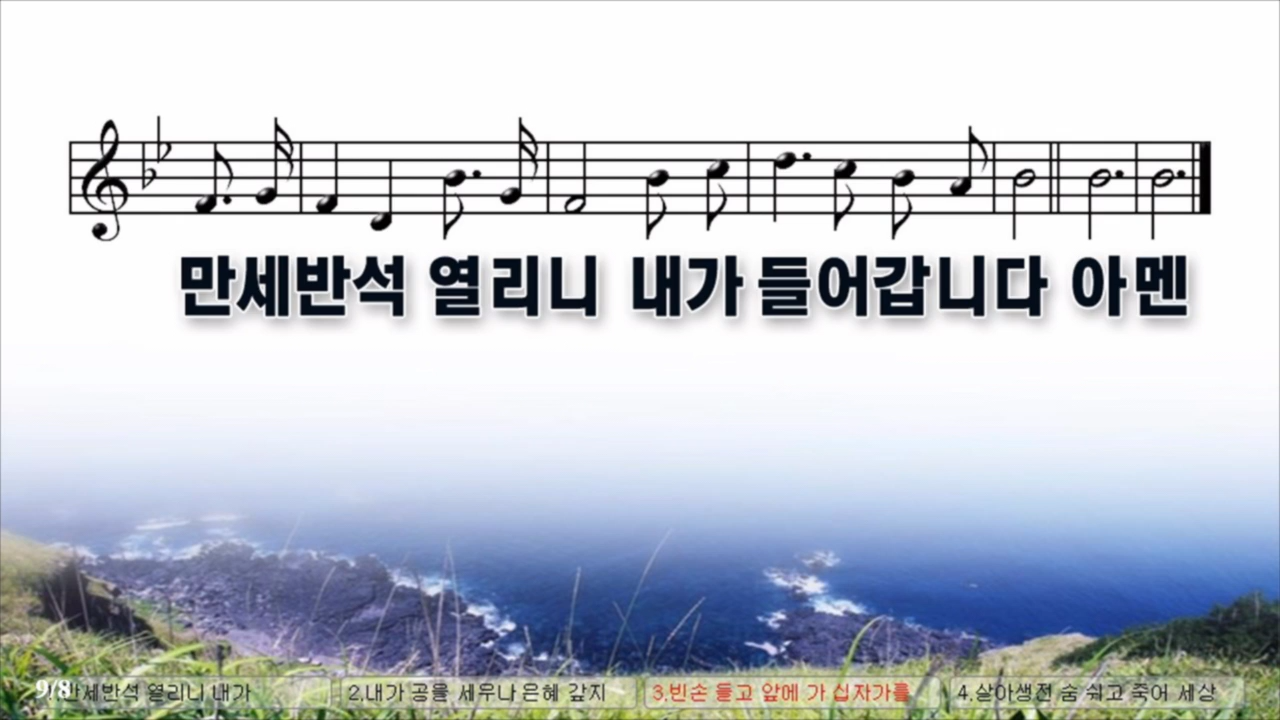 만세반석 열리니 내가 들어갑니다 아멘
9/8 만세반석 열리니 내가 2.내가 공을 세우나 은혜 갚지 3.빈손 들고 앞에 가 십자가를 4.살아생전 숨 쉬고 죽어 세상